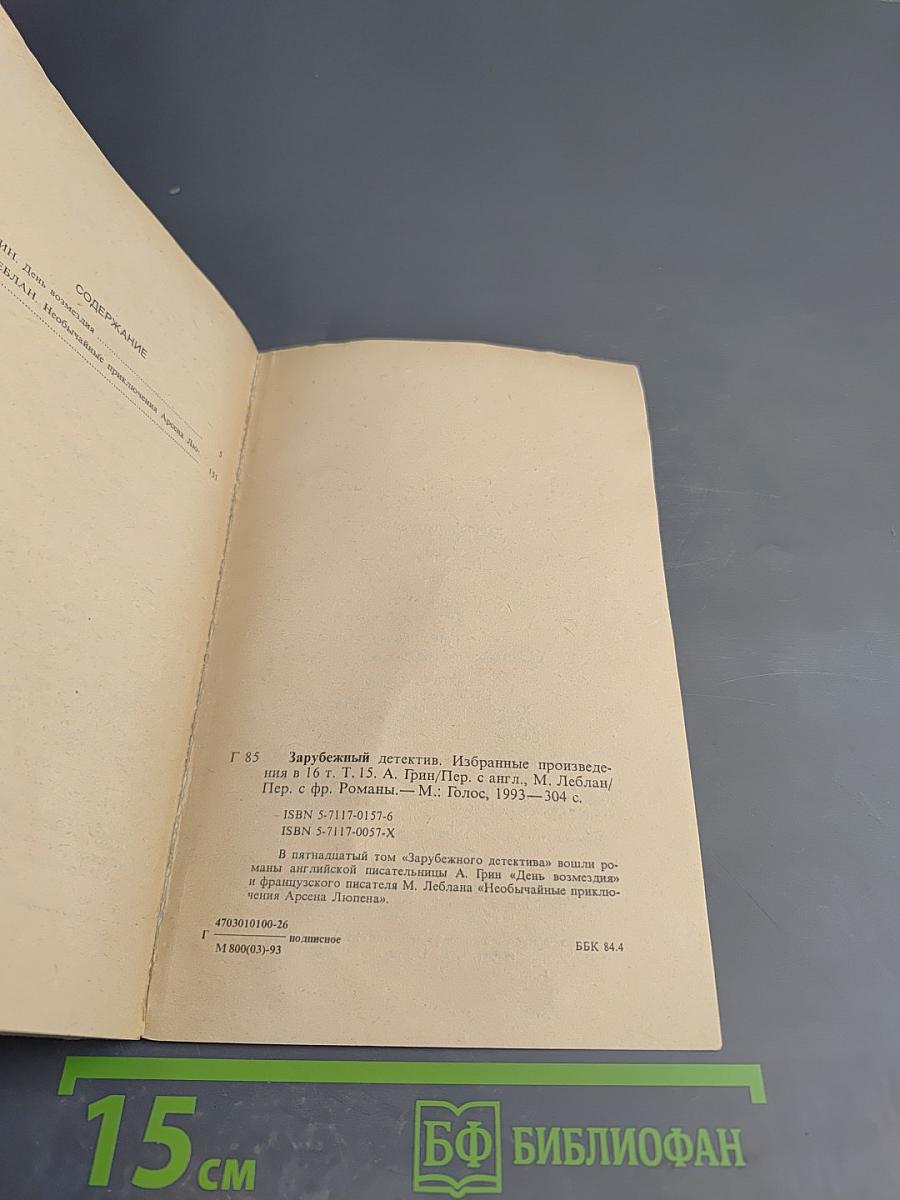 СОДЕРЖАНИЕ
ИН. День возмездия ........ 5
ЕБЛАН. Необычайные приключения Арсена Лю-
........ 151
Г 85 Зарубежный детектив. Избранные произведе-
ния в 16 т. Т. 15. А. Грин/Пер. с англ., М. Леблан/
Пер. с фр. Романы.— М.: Голос, 1993—304 с.
ISBN 5-7117-0157-6
ISBN 5-7117-0057-X
В пятнадцатый том «Зарубежного детектива» вошли ро-
маны английской писательницы А. Грин «День возмездия»
и французского писателя М. Леблана «Необычайные приклю-
чения Арсена Люпена».
4703010100-26
Г ———— подписное
М 800(03)-93
ББК 84.4
15 см
БФ БИБЛИОФАН